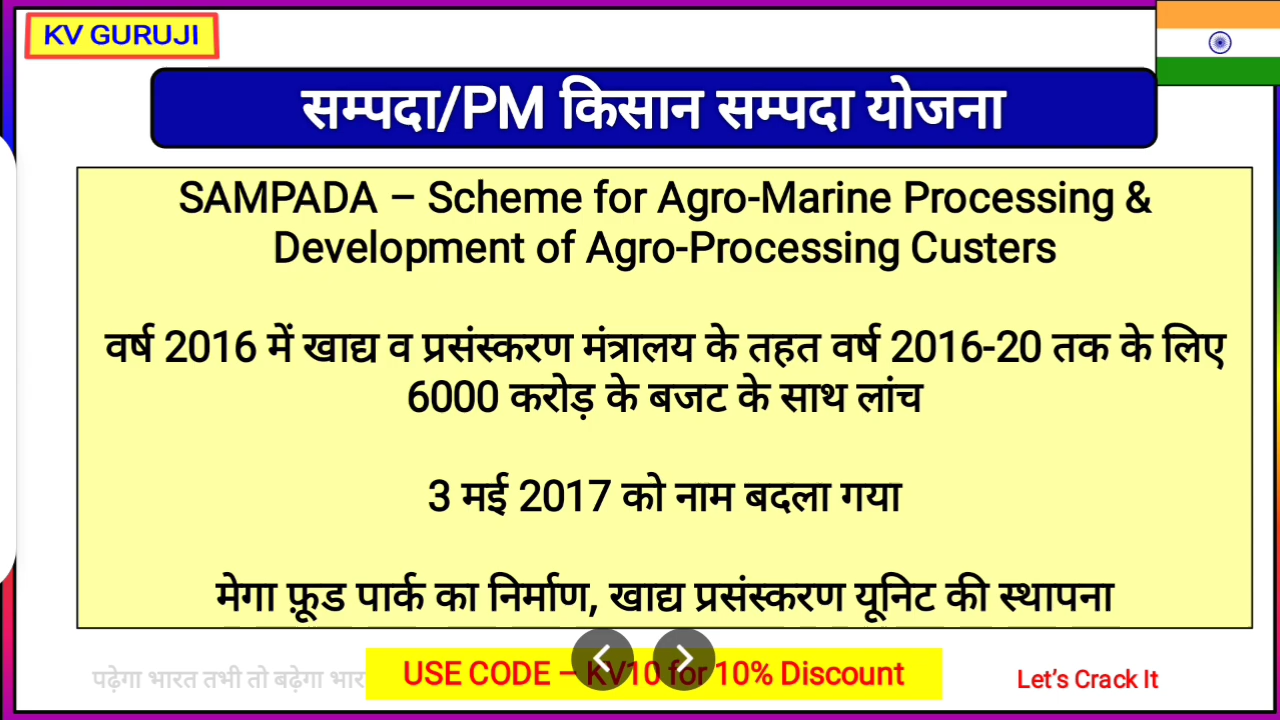 KV GURUJI
सम्पदा/PM किसान सम्पदा योजना
SAMPADA – Scheme for Agro-Marine Processing &
Development of Agro-Processing Custers
वर्ष 2016 में खाद्य व प्रसंस्करण मंत्रालय के तहत वर्ष 2016-20 तक के लिए
6000 करोड़ के बजट के साथ लांच
3 मई 2017 को नाम बदला गया
मेगा फ़ूड पार्क का निर्माण, खाद्य प्रसंस्करण यूनिट की स्थापना
पढ़ेगा भारत तभी तो बढ़ेगा भार
USE CODE – KV10 for 10% Discount
Let's Crack It